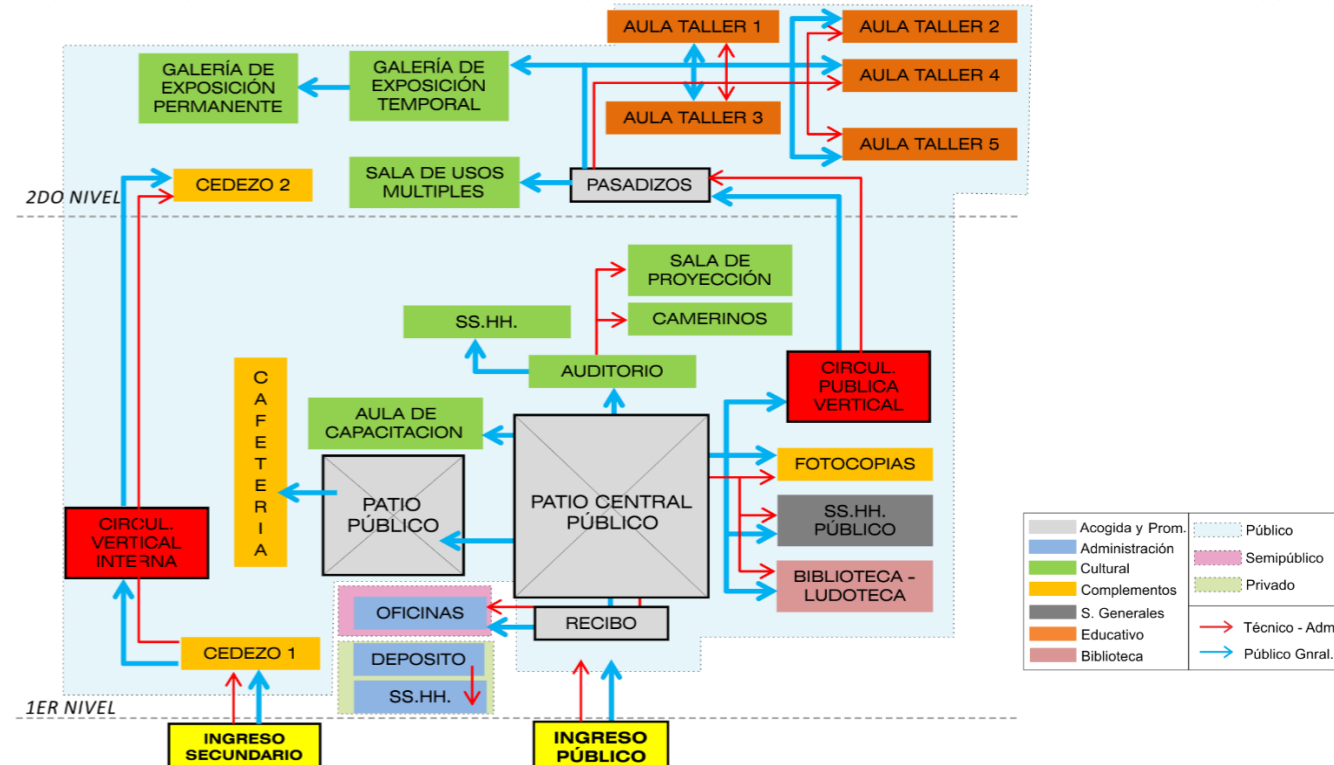 AULA TALLER 1
AULA TALLER 2
GALERÍA DE
EXPOSICIÓN
PERMANENTE
GALERÍA DE
EXPOSICIÓN
TEMPORAL
AULA TALLER 4
AULA TALLER 3
AULA TALLER 5
CEDEZO 2
SALA DE USOS
MULTIPLES
PASADIZOS
2DO NIVEL
SALA DE
PROYECCIÓN
SS.HH.
CAMERINOS
AUDITORIO
CIRCUL.
PUBLICA
VERTICAL
C
A
F
E
T
E
R
I
A
AULA DE
CAPACITACION
FOTOCOPIAS
PATIO
PÚBLICO
PATIO CENTRAL
PÚBLICO
SS.HH.
PÚBLICO
CIRCUL.
VERTICAL
INTERNA
BIBLIOTECA -
LUDOTECA
OFICINAS
RECIBO
CEDEZO 1
DEPOSITO
SS.HH.
1ER NIVEL
INGRESO
SECUNDARIO
INGRESO
PÚBLICO
Acogida y Prom.
Administración
Cultural
Complementos
S. Generales
Educativo
Biblioteca
Público
Semipúblico
Privado
Técnico - Adm
Público Gnral.